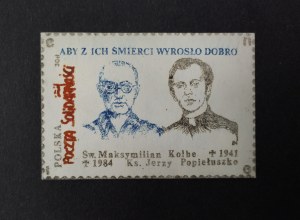 ABY Z ICH ŚMIERCI WYROSŁO DOBRO
POLSKA
POCZTA SOLIDARNOŚCI
Św. Maksymilian Kolbe ✝ 1941
✝ 1984 Ks. Jerzy Popiełuszko